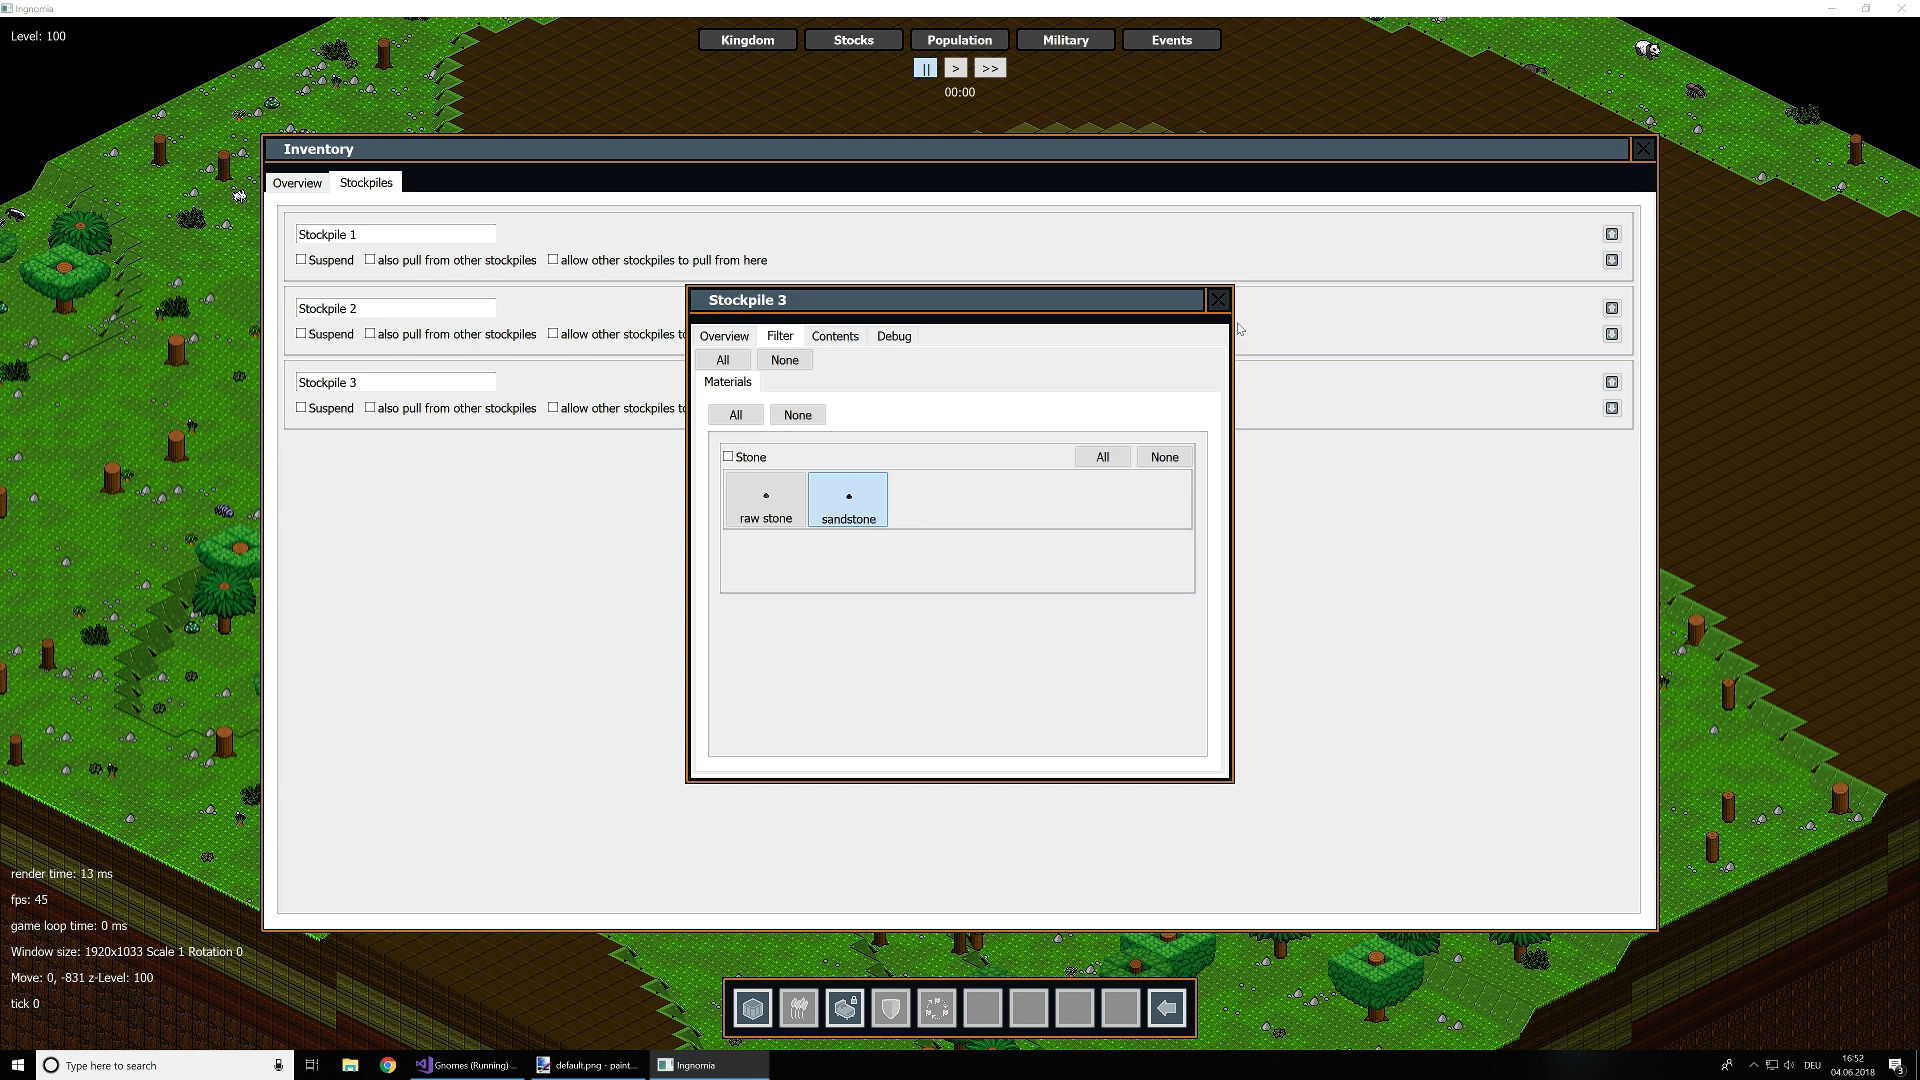 Ingnomia
Level: 100
Kingdom Stocks Population Military Events
|| > >>
00:00
Inventory
Overview Stockpiles
Stockpile 1
Suspend also pull from other stockpiles allow other stockpiles to pull from here
Stockpile 2
Suspend also pull from other stockpiles allow other stockpiles to
Stockpile 3
Suspend also pull from other stockpiles allow other stockpiles to
Stockpile 3
Overview Filter Contents Debug
All None
Materials
All None
Stone All None
raw stone sandstone
render time: 13 ms
fps: 45
game loop time: 0 ms
Window size: 1920x1033 Scale 1 Rotation 0
Move: 0, -831 z-Level: 100
tick 0
Type here to search
Gnomes (Running) ...
default.png - paint...
Ingnomia
DEU
16:52
04.06.2018
3